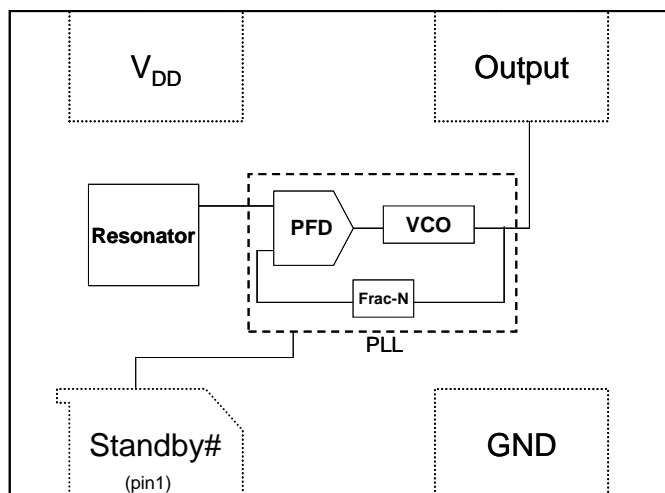 VDD
Output
Resonator
PFD
VCO
Frac-N
PLL
Standby#
(pin1)
GND